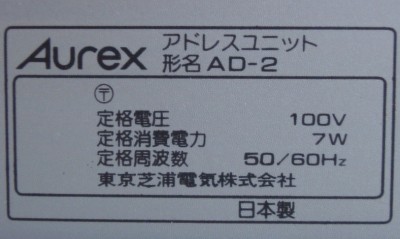 Aurex アドレスユニット
形名 AD-2
〒
定格電圧 100V
定格消費電力 7W
定格周波数 50/60Hz
東京芝浦電気株式会社
日本製